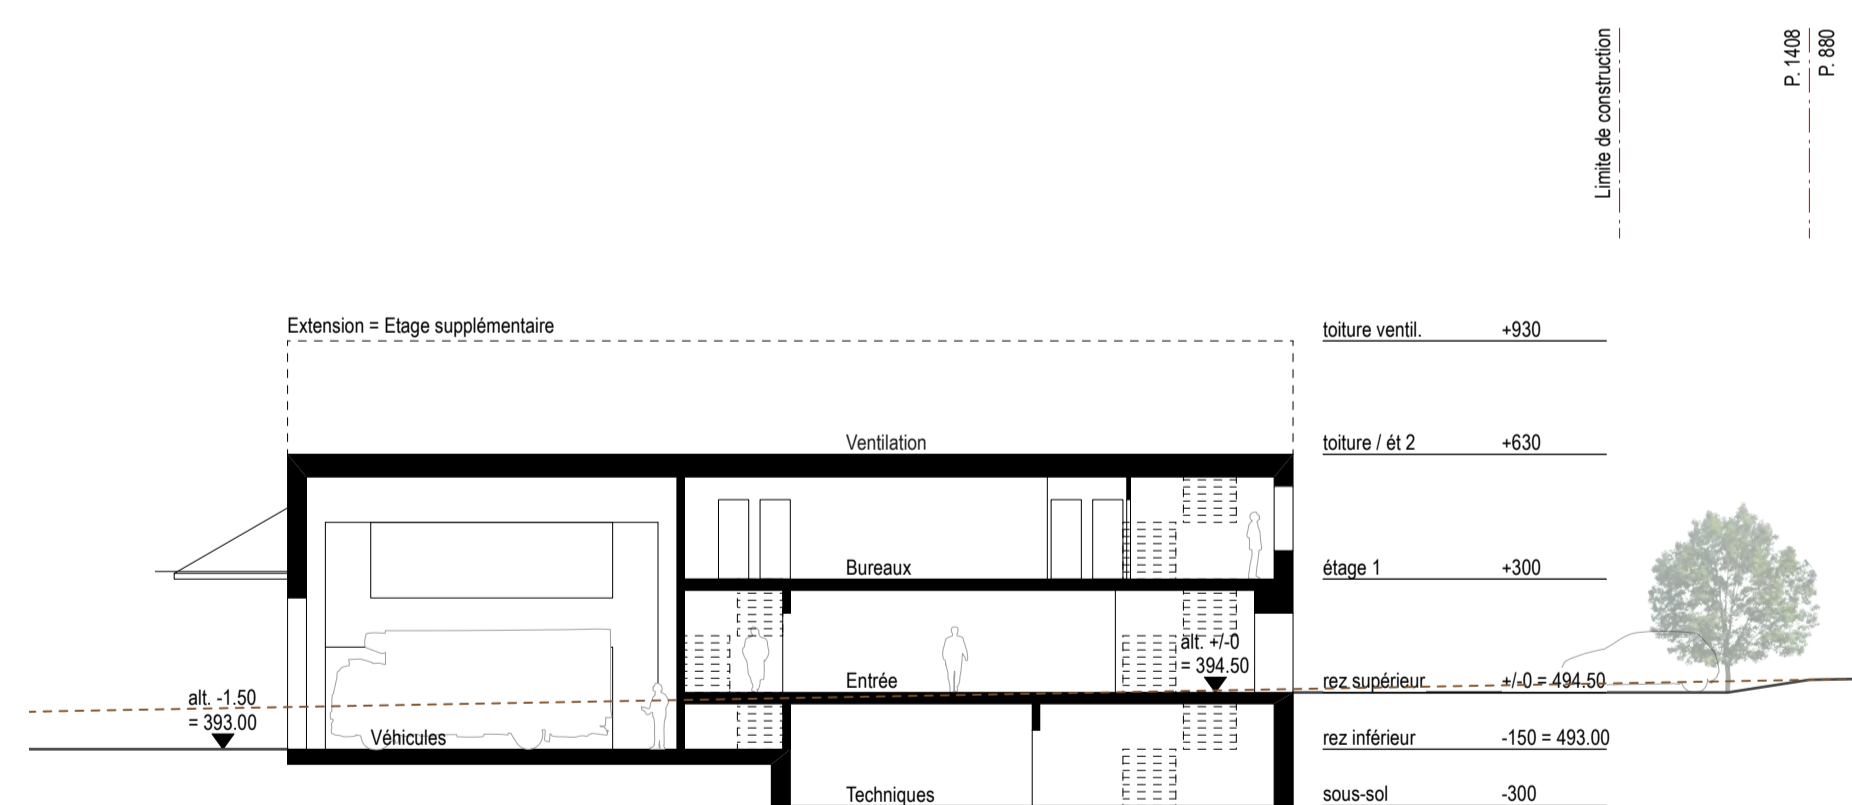 Limite de construction
P. 1408
P. 880
Extension = Etage supplémentaire
toiture ventil. +930
Ventilation
toiture / ét 2 +630
Bureaux
étage 1 +300
alt. +/-0
= 394.50
Entrée
rez supérieur +/-0 = 494.50
alt. -1.50
= 393.00
Véhicules
rez inférieur -150 = 493.00
Techniques
sous-sol -300